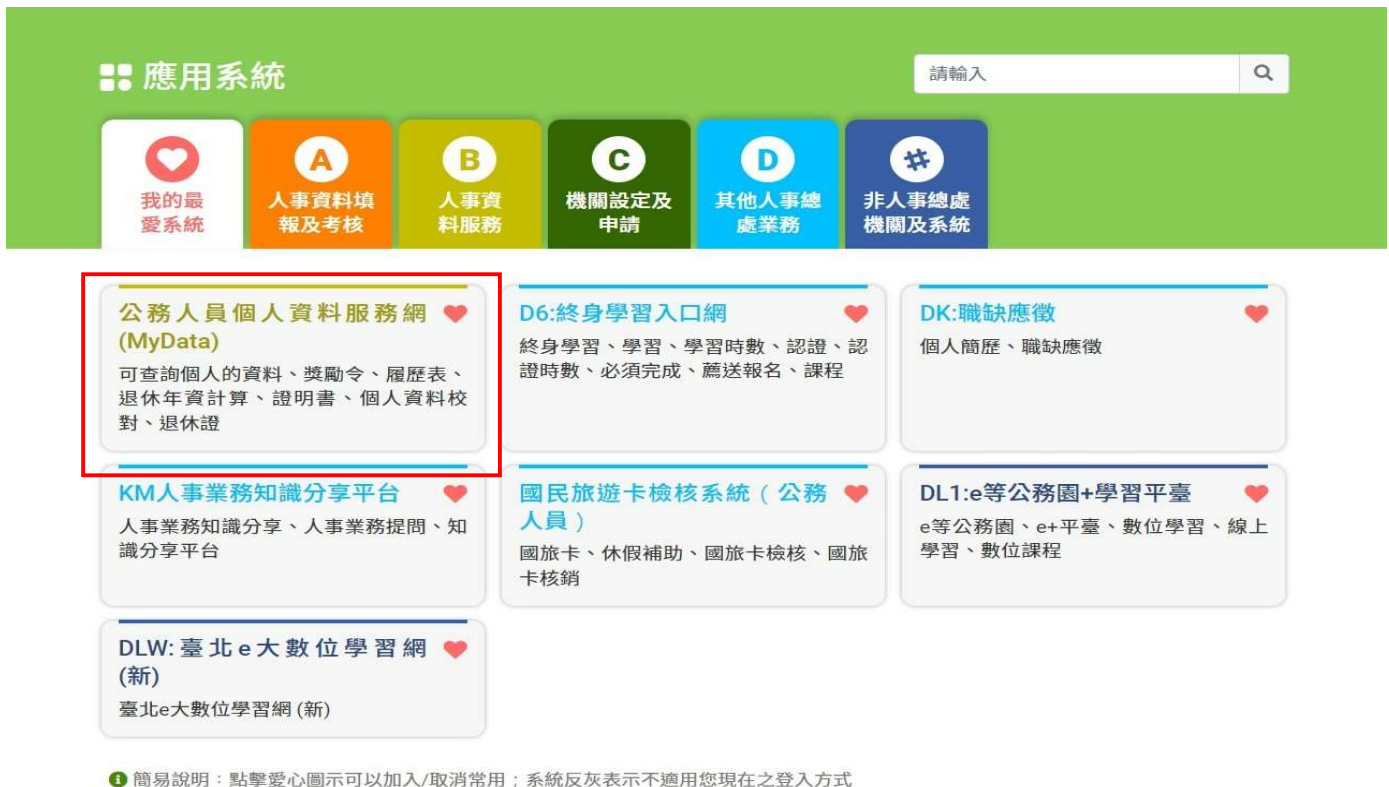 應用系統
請輸入
我的最
愛系統
A
人事資料填
報及考核
B
人事資
料服務
C
機關設定及
申請
D
其他人事總
處業務
#
非人事總處
機關及系統
公務人員個人資料服務網
(MyData)
可查詢個人的資料、獎勵令、履歷表、
退休年資計算、證明書、個人資料校
對、退休證
D6:終身學習入口網
終身學習、學習、學習時數、認證、認
證時數、必須完成、薦送報名、課程
DK:職缺應徵
個人簡歷、職缺應徵
KM人事業務知識分享平台
人事業務知識分享、人事業務提問、知
識分享平台
國民旅遊卡檢核系統（公務
人員）
國旅卡、休假補助、國旅卡檢核、國旅
卡核銷
DL1:e等公務園+學習平臺
e等公務園、e+平臺、數位學習、線上
學習、數位課程
DLW:臺北e大數位學習網
(新)
臺北e大數位學習網 (新)
簡易說明：點擊愛心圖示可以加入/取消常用；系統反灰表示不適用您現在之登入方式